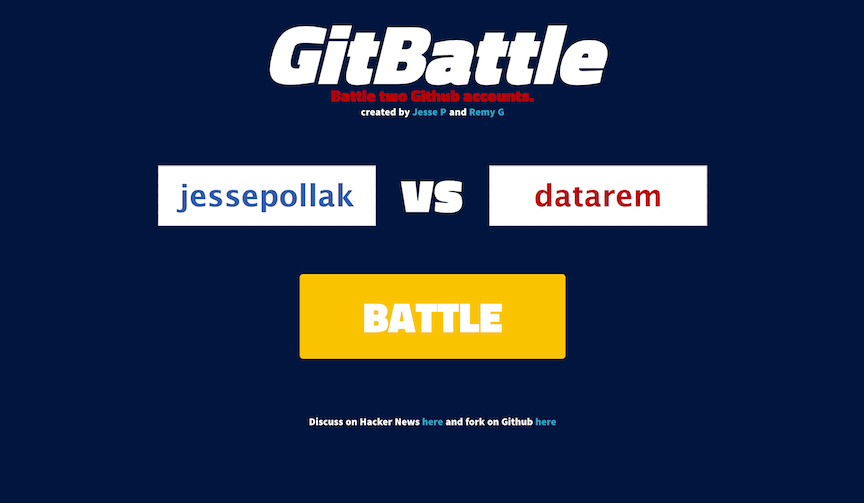 GitBattle
Battle two Github accounts.
created by Jesse P and Remy G
jessepollak vs datarem
BATTLE
Discuss on Hacker News here and fork on Github here